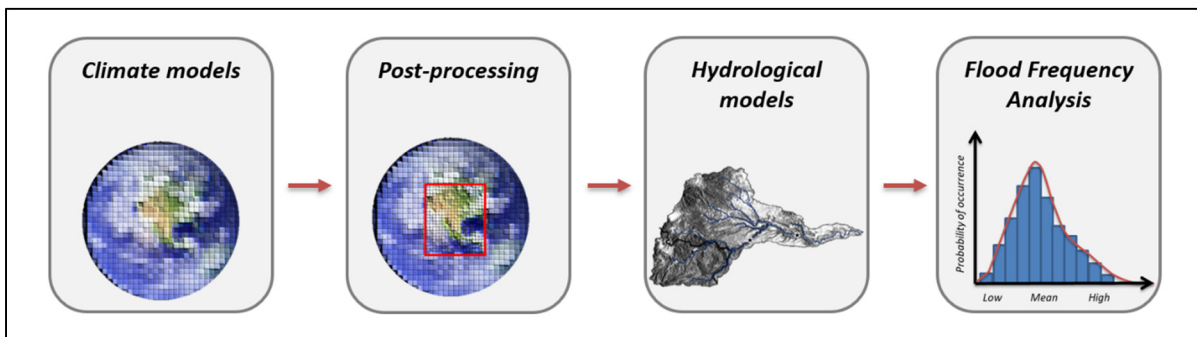 Climate models
Post-processing
Hydrological
models
Flood Frequency
Analysis
Probability of occurrence
Low Mean High